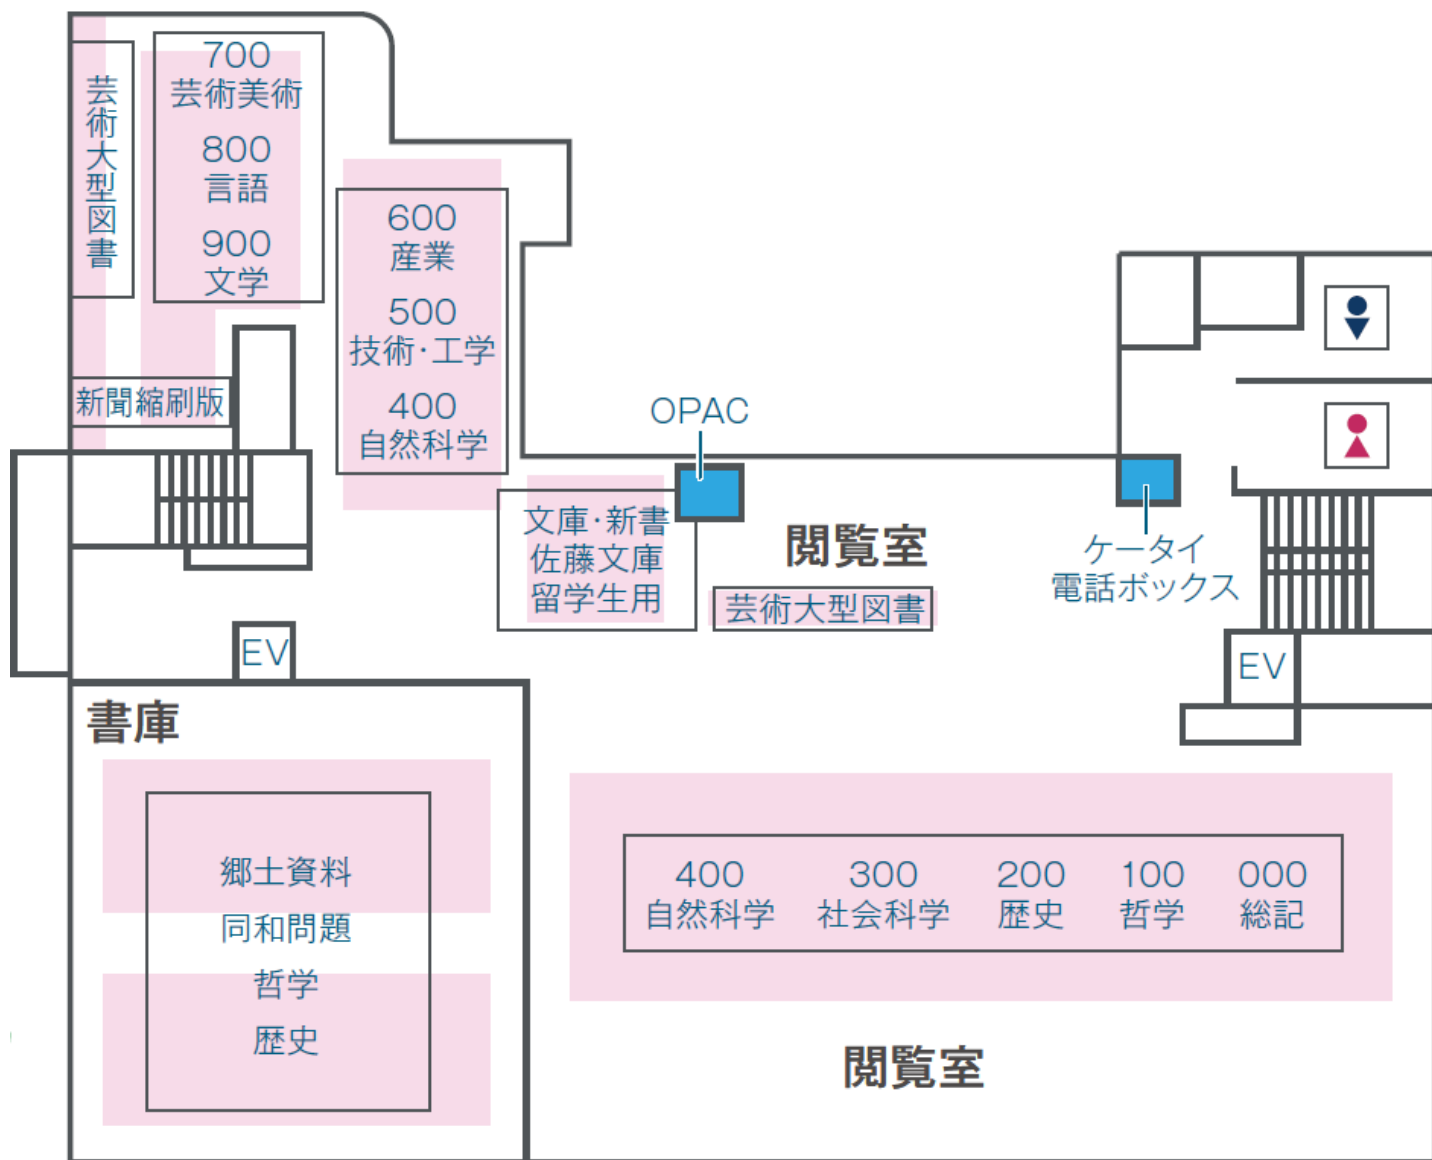 700
芸術美術
800
言語
900
文学
芸術大型図書
新聞縮刷版
600
産業
500
技術・工学
400
自然科学
OPAC
文庫・新書
佐藤文庫
留学生用
閲覧室
芸術大型図書
ケータイ
電話ボックス
EV
EV
書庫
郷土資料
同和問題
哲学
歴史
400
自然科学
300
社会科学
200
歴史
100
哲学
000
総記
閲覧室